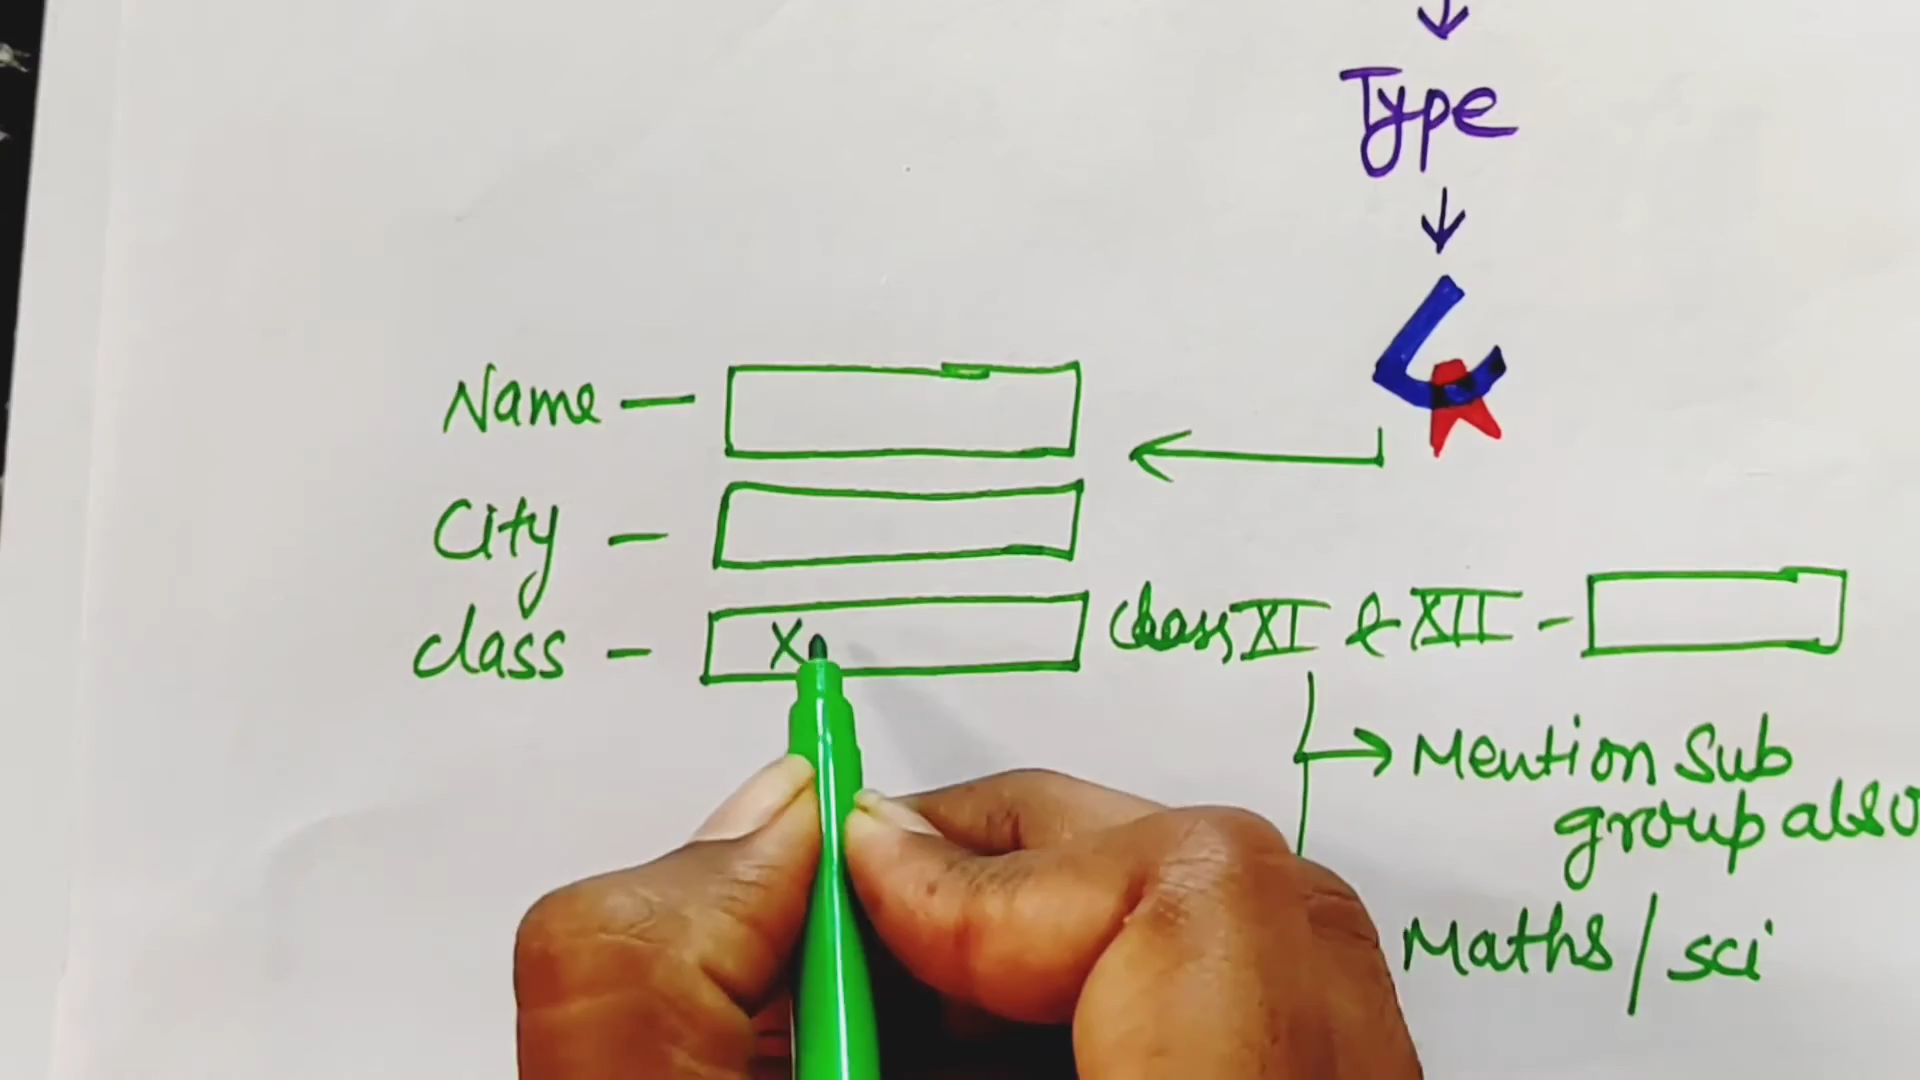 Type
Name —
City —
class — X
Class XI & XII -
Mention Sub
group also
Maths / sci